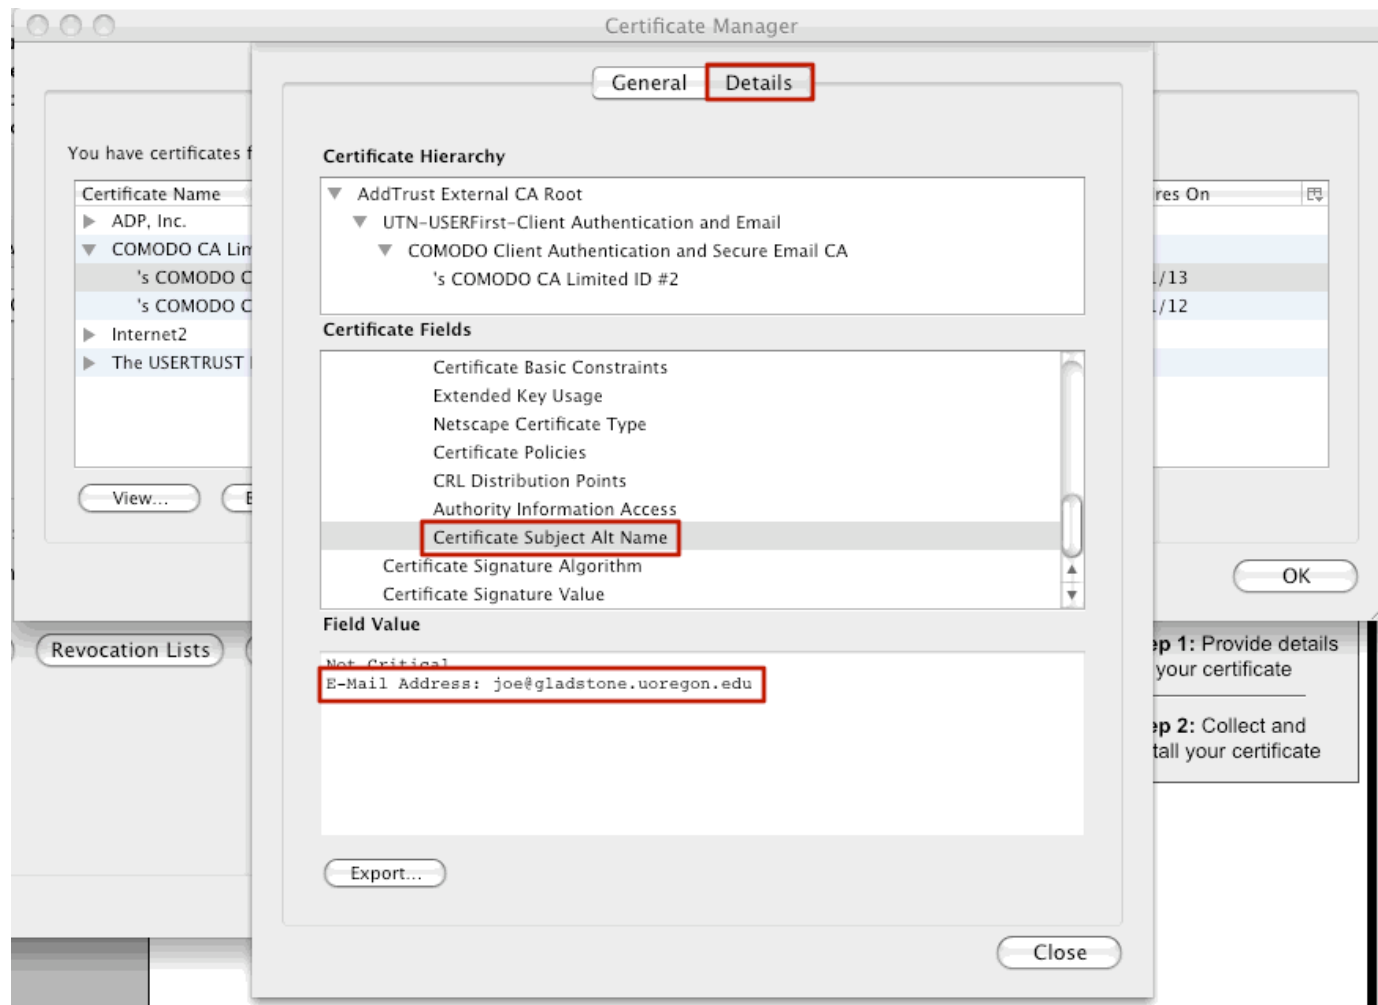 Certificate Manager
General Details
You have certificates f
Certificate Name
ADP, Inc.
COMODO CA Lim
's COMODO C
's COMODO C
Internet2
The USERTRUST
View...
Certificate Hierarchy
AddTrust External CA Root
UTN-USERFirst-Client Authentication and Email
COMODO Client Authentication and Secure Email CA
's COMODO CA Limited ID #2
Certificate Fields
Certificate Basic Constraints
Extended Key Usage
Netscape Certificate Type
Certificate Policies
CRL Distribution Points
Authority Information Access
Certificate Subject Alt Name
Certificate Signature Algorithm
Certificate Signature Value
Field Value
Not Critical
E-Mail Address: joe@gladstone.uoregon.edu
Export...
Close
res On
/13
/12
OK
Revocation Lists
ep 1: Provide details
your certificate
ep 2: Collect and
tall your certificate